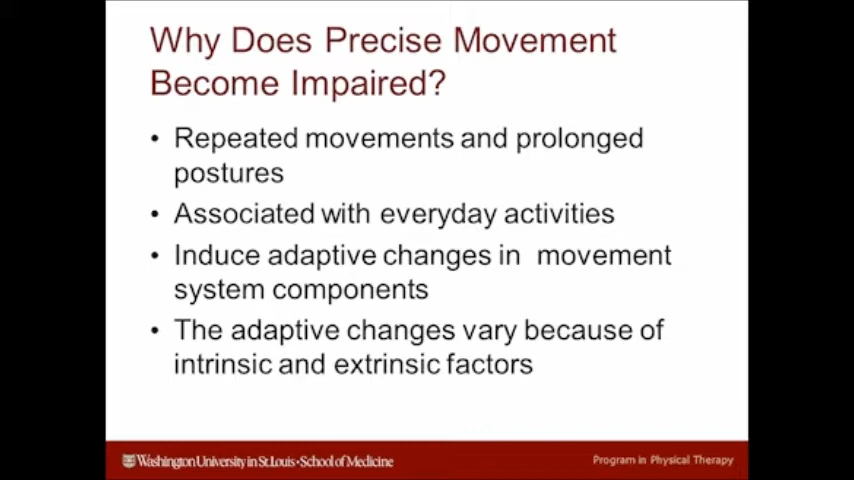 Why Does Precise Movement
Become Impaired?
• Repeated movements and prolonged
postures
• Associated with everyday activities
• Induce adaptive changes in  movement
system components
• The adaptive changes vary because of
intrinsic and extrinsic factors
Washington University in St. Louis • School of Medicine
Program in Physical Therapy